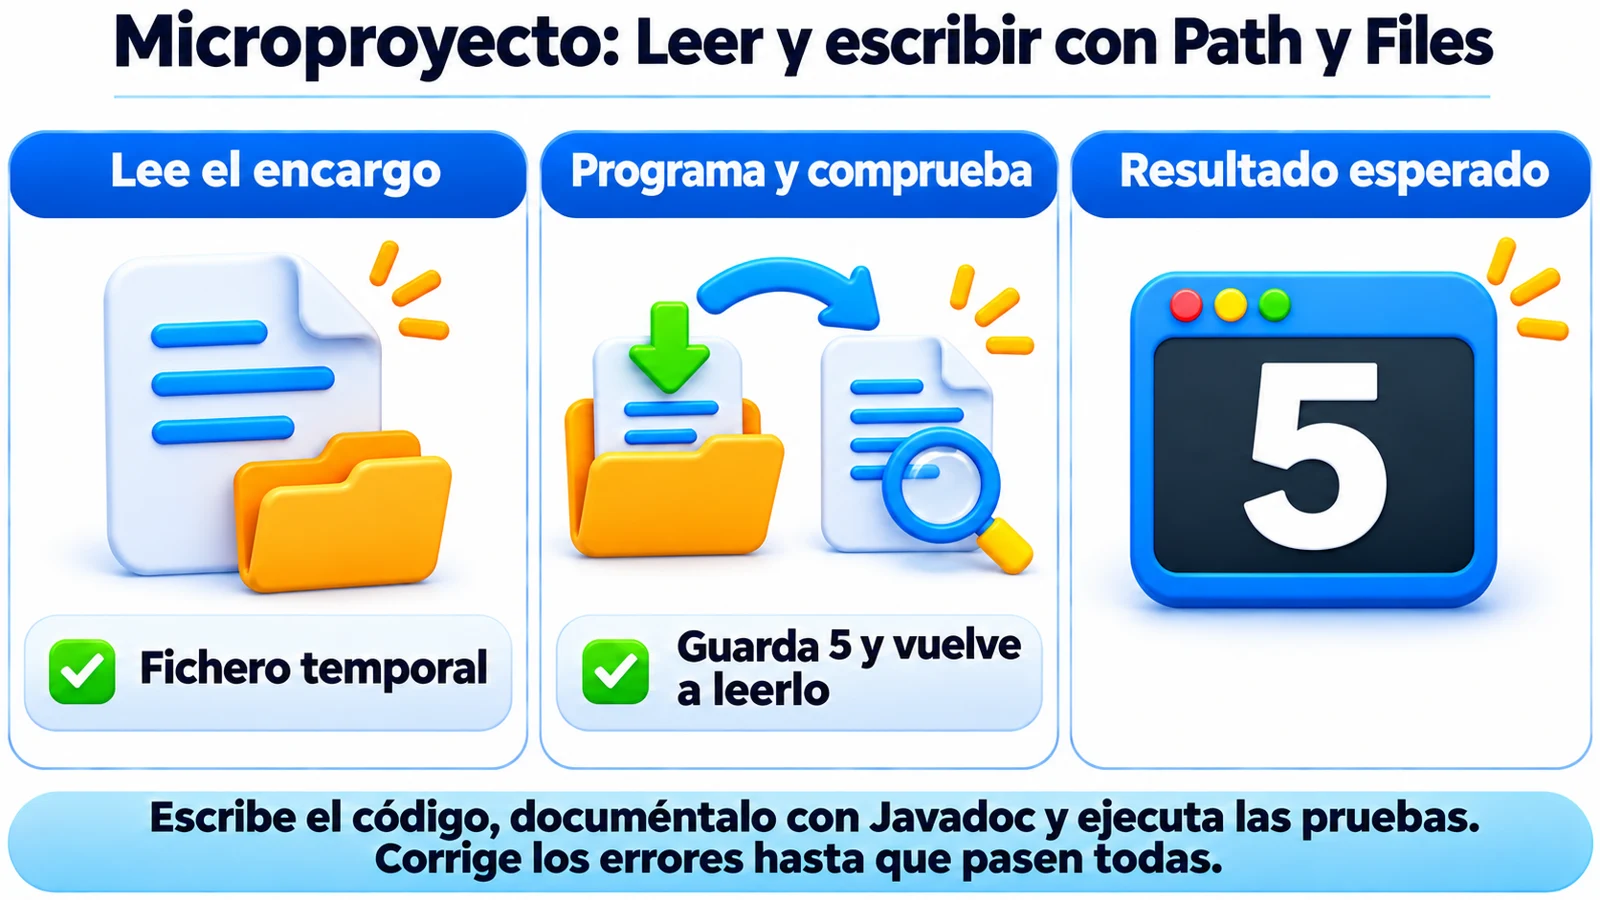 Microproyecto: Leer y escribir con Path y Files
Lee el encargo
Fichero temporal
Programa y comprueba
Guarda 5 y vuelve
a leerlo
Resultado esperado
5
Escribe el código, documéntalo con Javadoc y ejecuta las pruebas.
Corrige los errores hasta que pasen todas.